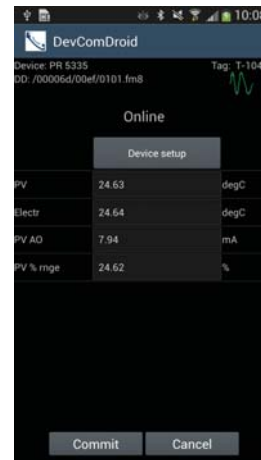 10:0
DevComDroid
Device: PR 5335 Tag: T-104
DD: /00006d/00ef/0101.fm8
Online
Device setup
PV 24.63 degC
Electr 24.64 degC
PV AO 7.94 mA
PV % rnge 24.62 %
Commit Cancel